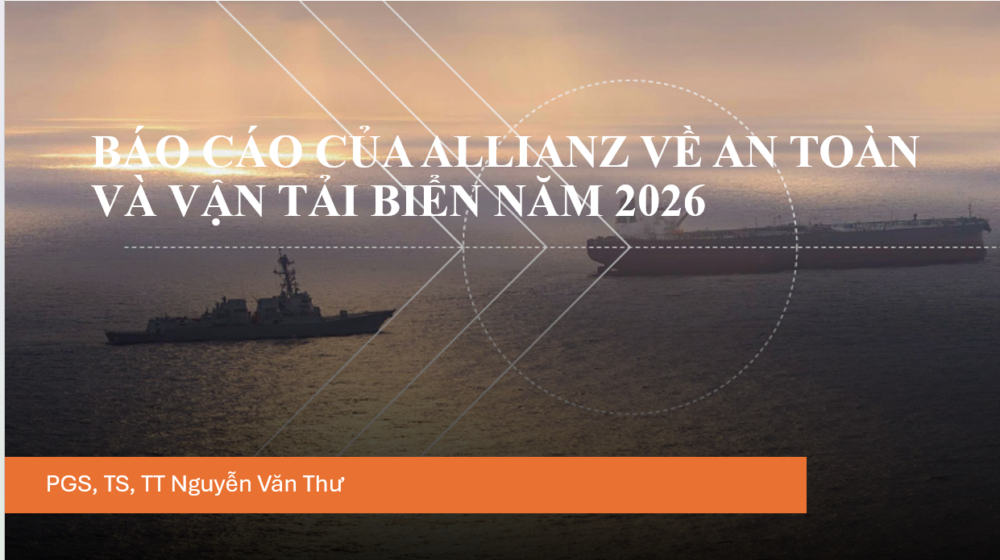 BÁO CÁO CỦA ALLIANZ VỀ AN TOÀN
VÀ VẬN TẢI BIỂN NĂM 2026
PGS, TS, TT Nguyễn Văn Thư